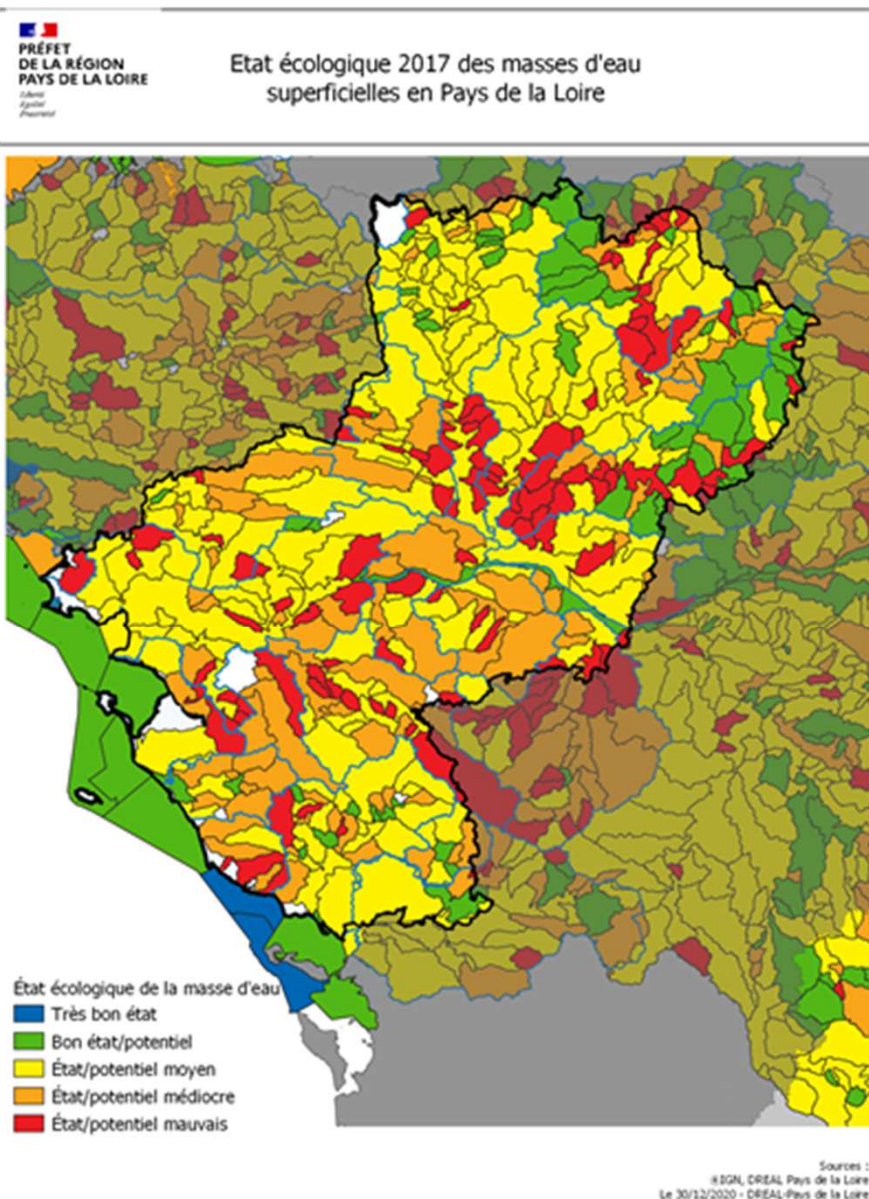 PRÉFET
DE LA RÉGION
PAYS DE LA LOIRE
Liberté
Égalité
Fraternité
Etat écologique 2017 des masses d'eau
superficielles en Pays de la Loire
État écologique de la masse d'eau
Très bon état
Bon état/potentiel
État/potentiel moyen
État/potentiel médiocre
État/potentiel mauvais
Sources :
®IGN, DREAL Pays de la Loire
Le 30/12/2020 - DREAL-Pays de la Loire